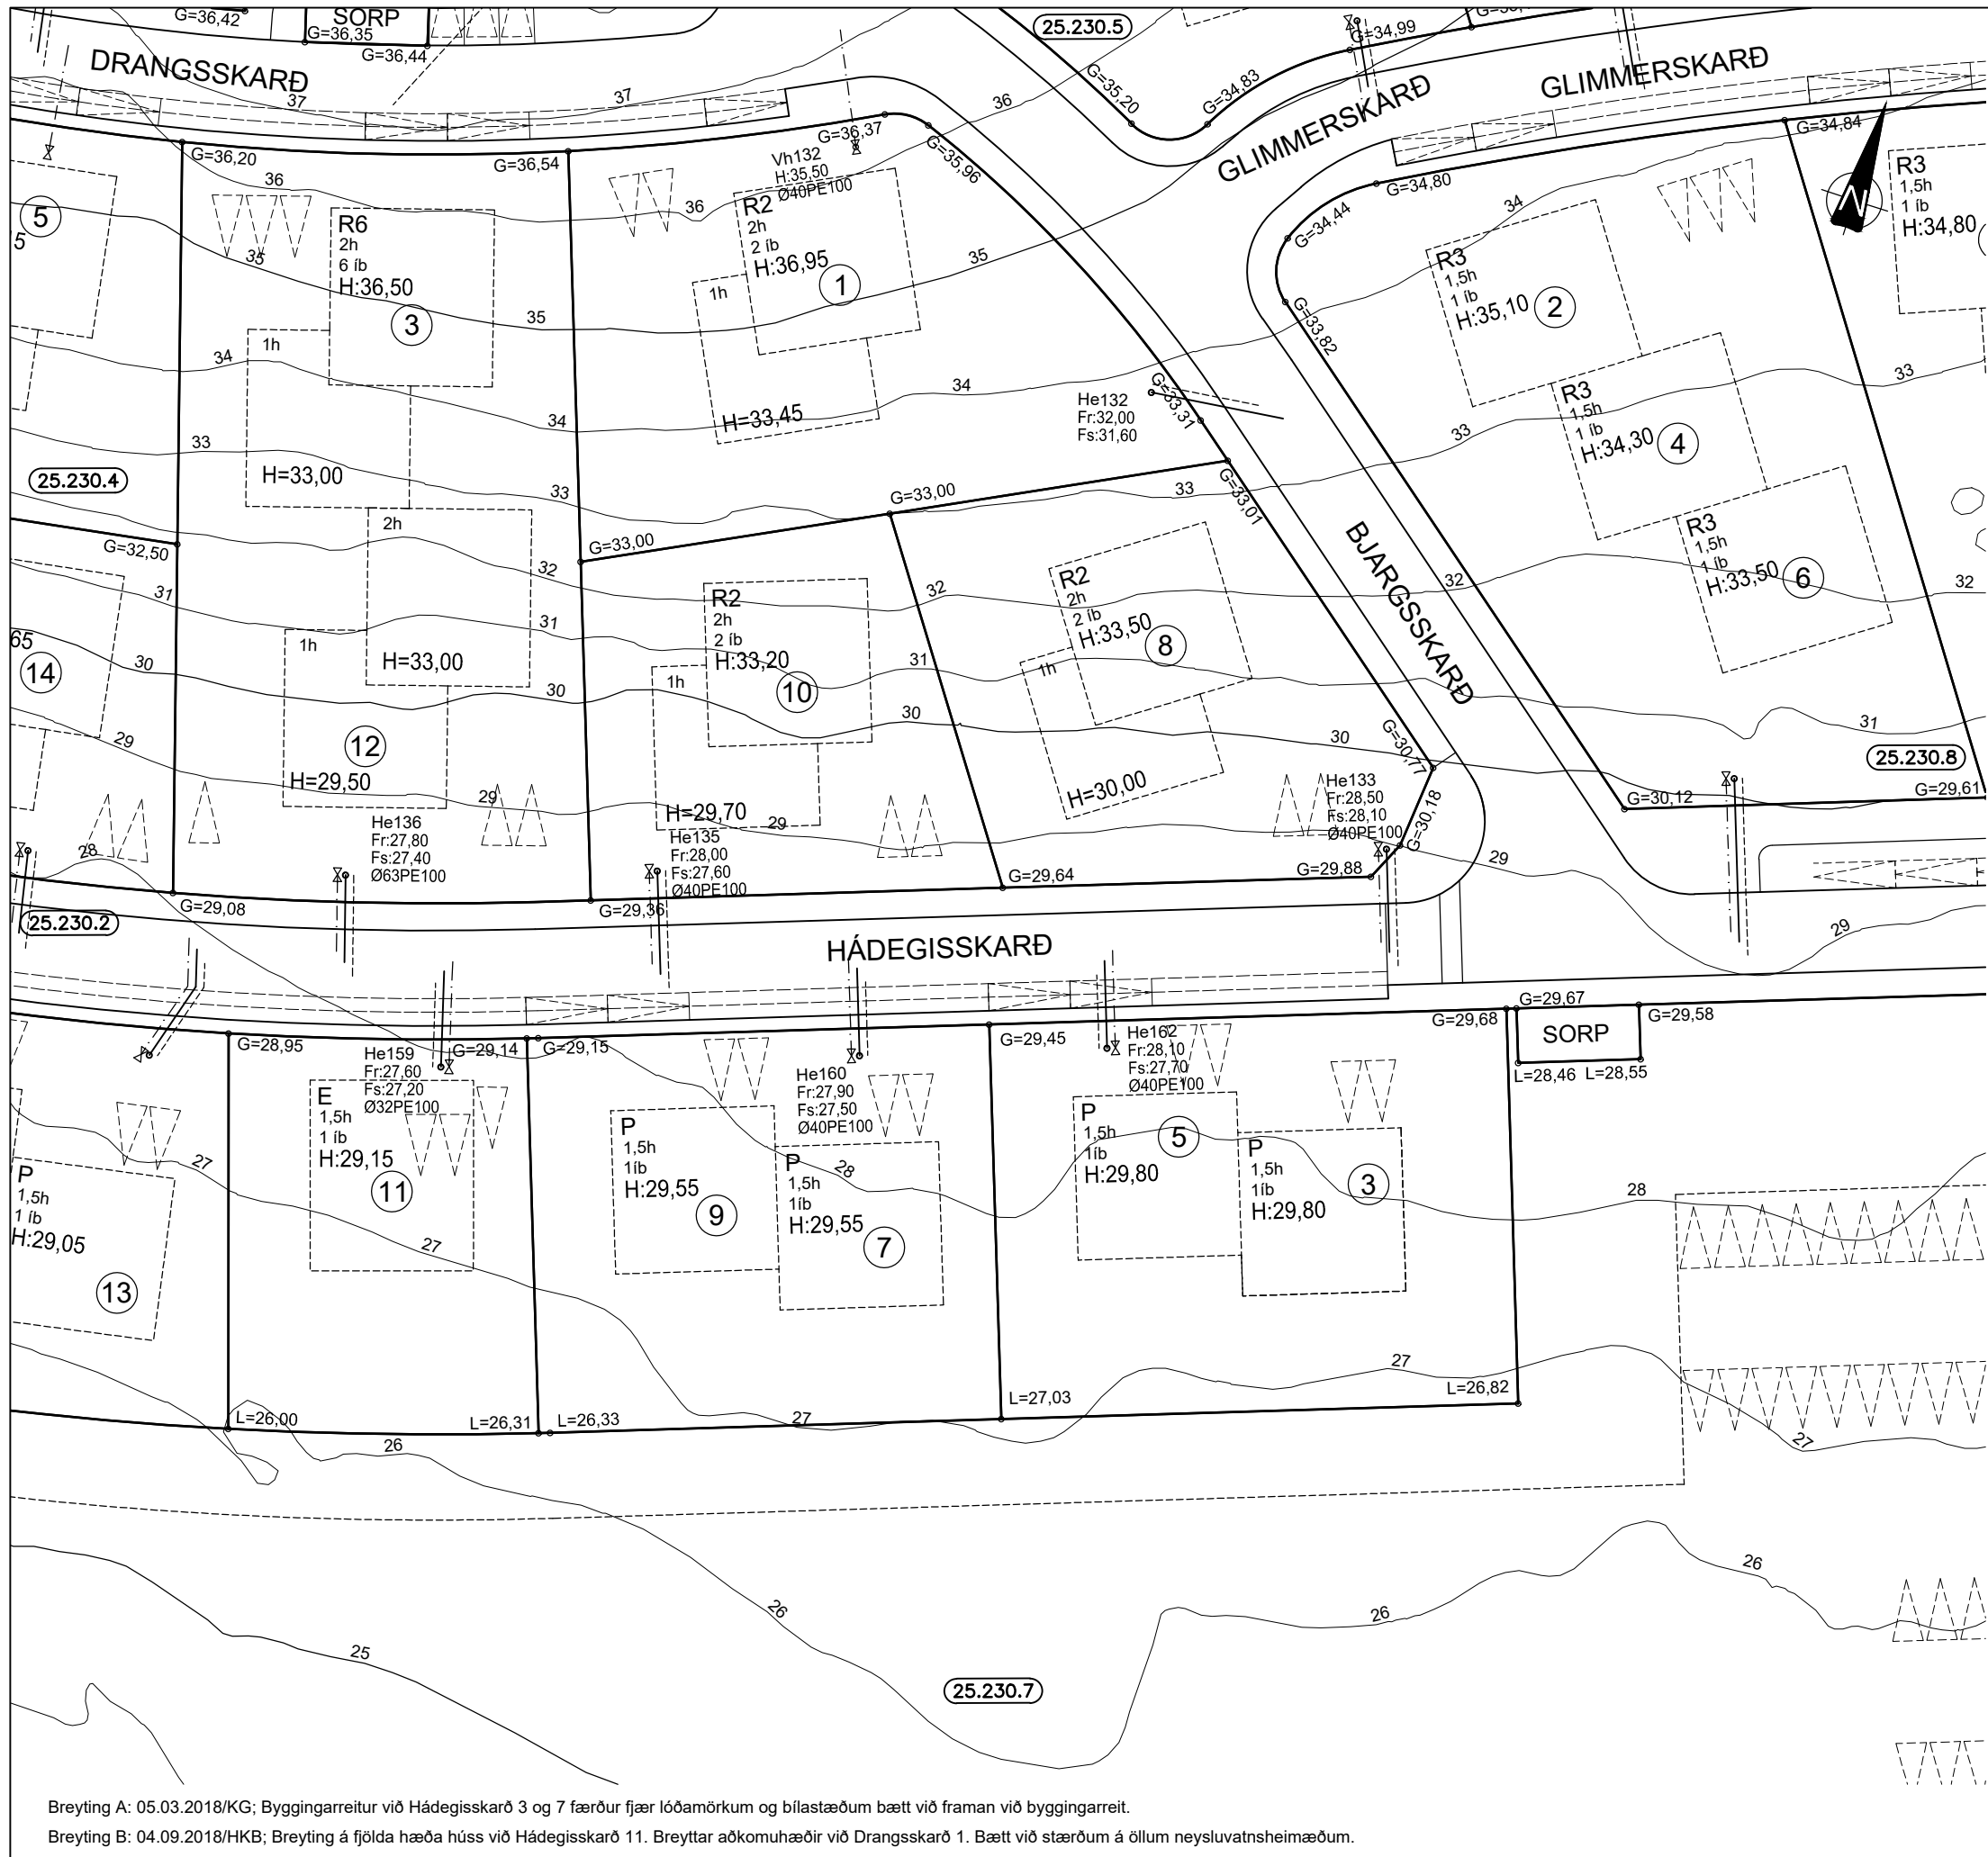 G=36,42
SORP
G=36,35
G=36,44
25.230.5
G=34,99
DRANGSSKARÐ
GLIMMERSKARÐ
GLIMMERSKARÐ
37
37
36
G=35,20
G=34,83
G=36,37
G=34,84
G=36,20
G=36,54
G=35,96
Vh132
H:35,50
Ø40PE100
G=34,80
G=34,44
G=33,82
36
36
35
35
35
34
5
5
R6
2h
6 íb
H:36,50
3
R2
2h
2 íb
H:36,95
1
1h
1h
R3
1,5h
1 íb
H:35,10
2
R3
1,5h
1 íb
H:34,80
N
34
34
34
33
33
H=33,45
He132
Fr:32,00
Fs:31,60
G=33,31
R3
1,5h
1 íb
H:34,30
4
33
33
33
25.230.4
H=33,00
G=33,00
G=33,01
G=32,50
G=33,00
2h
BJARGSSKARÐ
R3
1,5h
1 íb
H:33,50
6
32
32
32
32
31
31
31
31
R2
2h
2 íb
H:33,20
10
1h
R2
2h
2 íb
H:33,50
8
1h
65
14
1h
H=33,00
30
30
30
30
12
H=29,50
29
29
29
29
H=29,70
H=30,00
G=30,77
G=30,18
25.230.8
G=29,61
G=30,12
He133
Fr:28,50
Fs:28,10
Ø40PE100
He136
Fr:27,80
Fs:27,40
Ø63PE100
He135
Fr:28,00
Fs:27,60
Ø40PE100
28
G=29,08
G=29,36
G=29,64
G=29,88
25.230.2
HÁDEGISSKARÐ
29
G=28,95
G=29,14
G=29,15
G=29,45
G=29,68
G=29,67
G=29,58
SORP
L=28,46
L=28,55
He159
Fr:27,60
Fs:27,20
Ø32PE100
He160
Fr:27,90
Fs:27,50
Ø40PE100
He162
Fr:28,10
Fs:27,70
Ø40PE100
P
1,5h
1 íb
H:29,05
13
E
1,5h
1 íb
H:29,15
11
P
1,5h
1íb
H:29,55
9
P
1,5h
1íb
H:29,55
7
P
1,5h
1íb
H:29,80
5
P
1,5h
1íb
H:29,80
3
27
27
28
28
27
27
27
L=26,00
L=26,31
L=26,33
L=27,03
L=26,82
26
26
26
26
25
25.230.7
Breyting A: 05.03.2018/KG; Byggingarreitur við Hádegisskarð 3 og 7 færður fjær lóðamörkum og bílastæðum bætt við framan við byggingarreit.
Breyting B: 04.09.2018/HKB; Breyting á fjölda hæða húss við Hádegisskarð 11. Breyttar aðkomuhæðir við Drangsskarð 1. Bætt við stærðum á öllum neysluvatnsheimæðum.